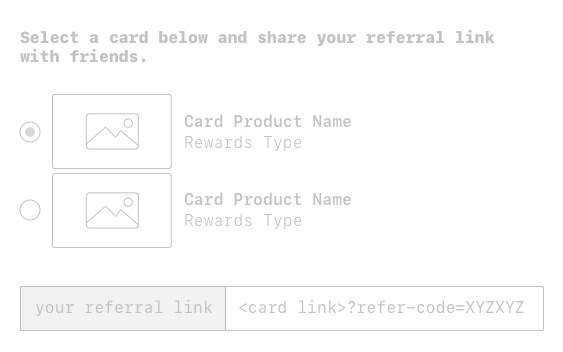 Select a card below and share your referral link
with friends.
Card Product Name
Rewards Type
Card Product Name
Rewards Type
your referral link <card link>?refer-code=XYZXYZ